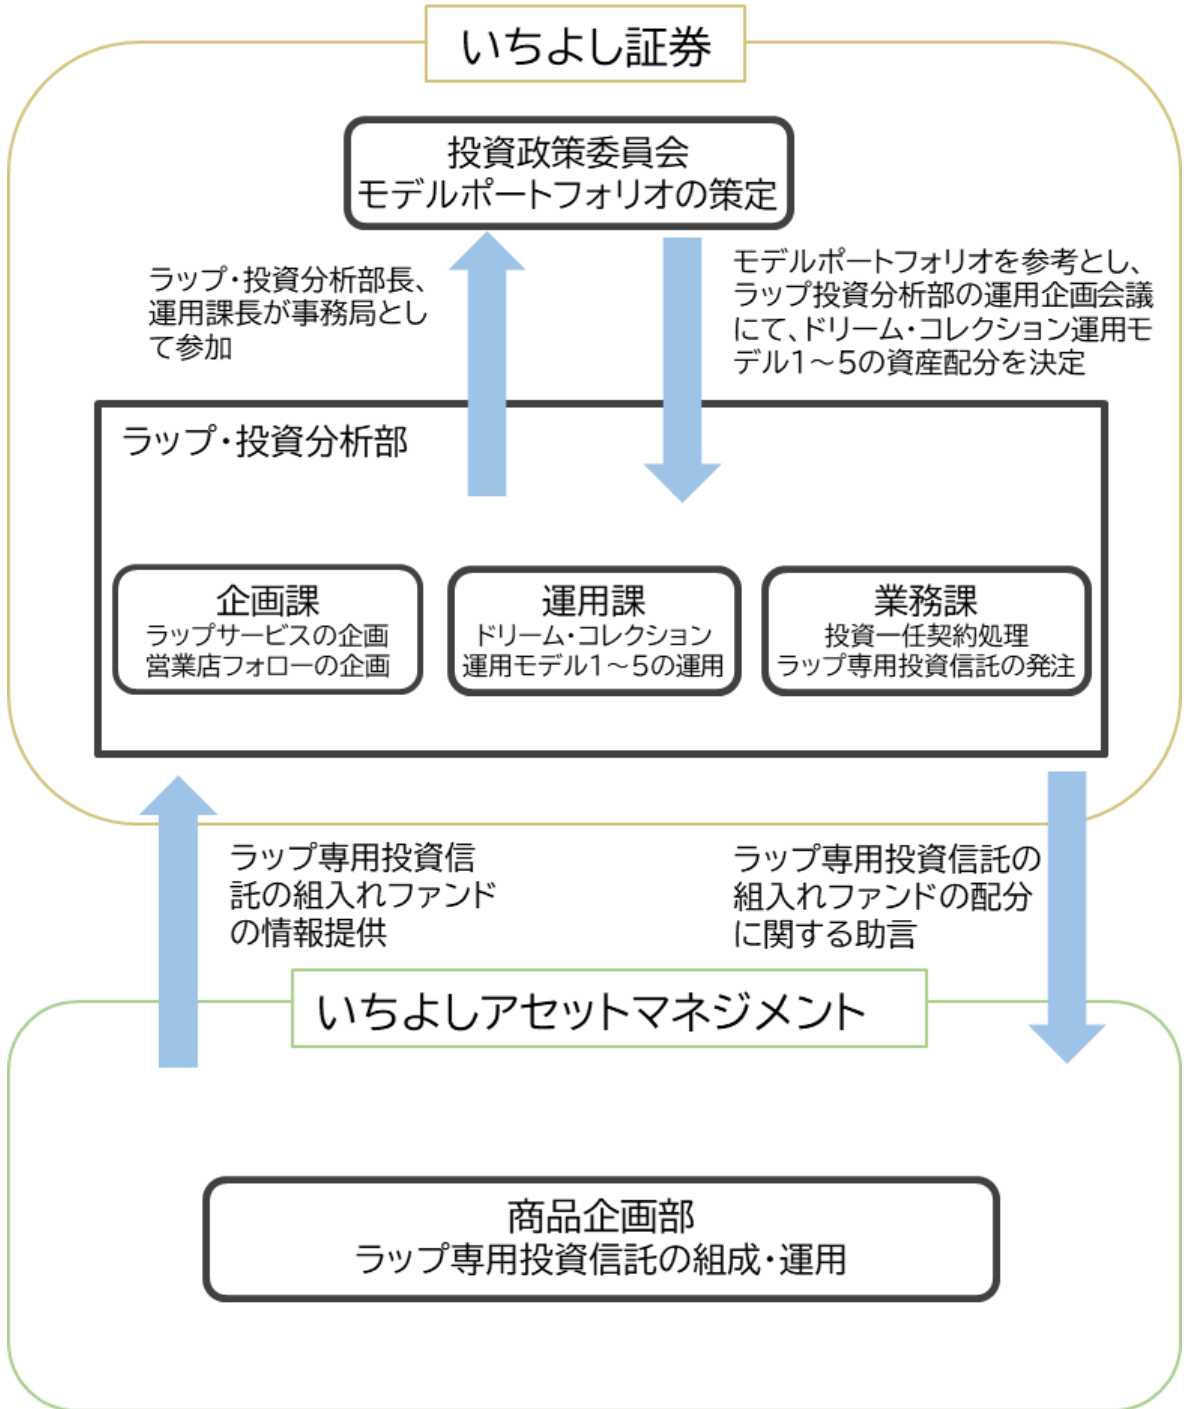 いちよし証券
投資政策委員会
モデルポートフォリオの策定
ラップ・投資分析部長、
運用課長が事務局とし
て参加
モデルポートフォリオを参考とし、
ラップ投資分析部の運用企画会議
にて、ドリーム・コレクション運用モ
デル1～5の資産配分を決定
ラップ・投資分析部
企画課
ラップサービスの企画
営業店フォローの企画
運用課
ドリーム・コレクション
運用モデル1～5の運用
業務課
投資一任契約処理
ラップ専用投資信託の発注
ラップ専用投資信
託の組入れファンド
の情報提供
ラップ専用投資信託の
組入れファンドの配分
に関する助言
いちよしアセットマネジメント
商品企画部
ラップ専用投資信託の組成・運用